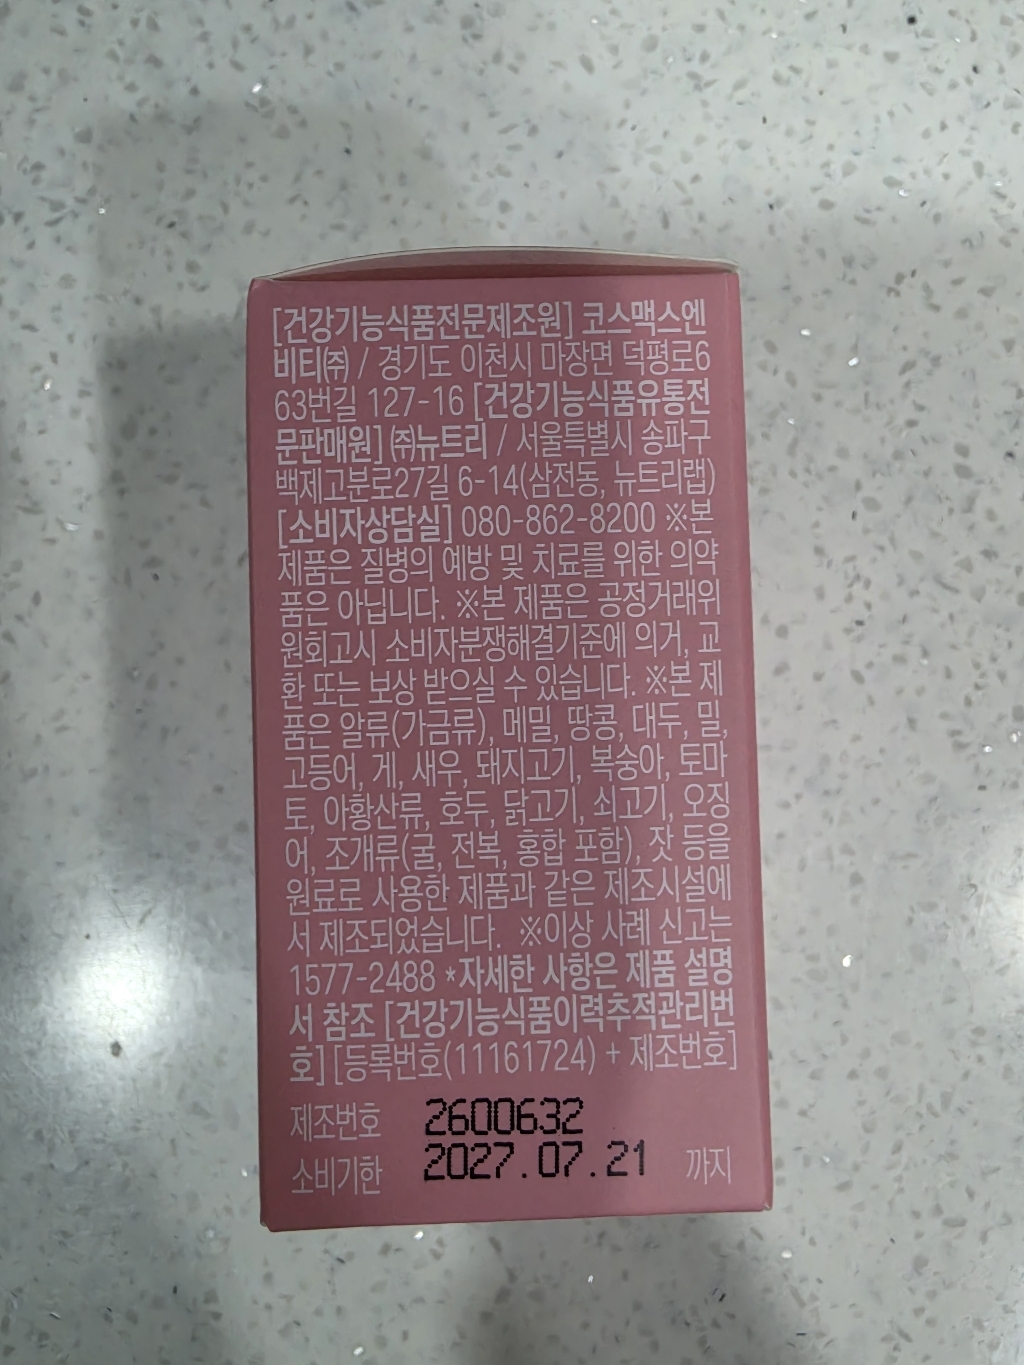 [건강기능식품전문제조원] 코스맥스엔
비티㈜ / 경기도 이천시 마장면 덕평로6
63번길 127-16 [건강기능식품유통전
문판매원] ㈜뉴트리 / 서울특별시 송파구
백제고분로27길 6-14(삼전동, 뉴트리랩)
[소비자상담실] 080-862-8200 ※본
제품은 질병의 예방 및 치료를 위한 의약
품은 아닙니다. ※본 제품은 공정거래위
원회고시 소비자분쟁해결기준에 의거, 교
환 또는 보상 받으실 수 있습니다. ※본 제
품은 알류(가금류), 메밀, 땅콩, 대두, 밀,
고등어, 게, 새우, 돼지고기, 복숭아, 토마
토, 아황산류, 호두, 닭고기, 쇠고기, 오징
어, 조개류(굴, 전복, 홍합 포함), 잣 등을
원료로 사용한 제품과 같은 제조시설에
서 제조되었습니다. ※이상 사례 신고는
1577-2488 *자세한 사항은 제품 설명
서 참조 [건강기능식품이력추적관리번
호] [등록번호(11161724) + 제조번호]
제조번호 2600632
소비기한 2027.07.21 까지